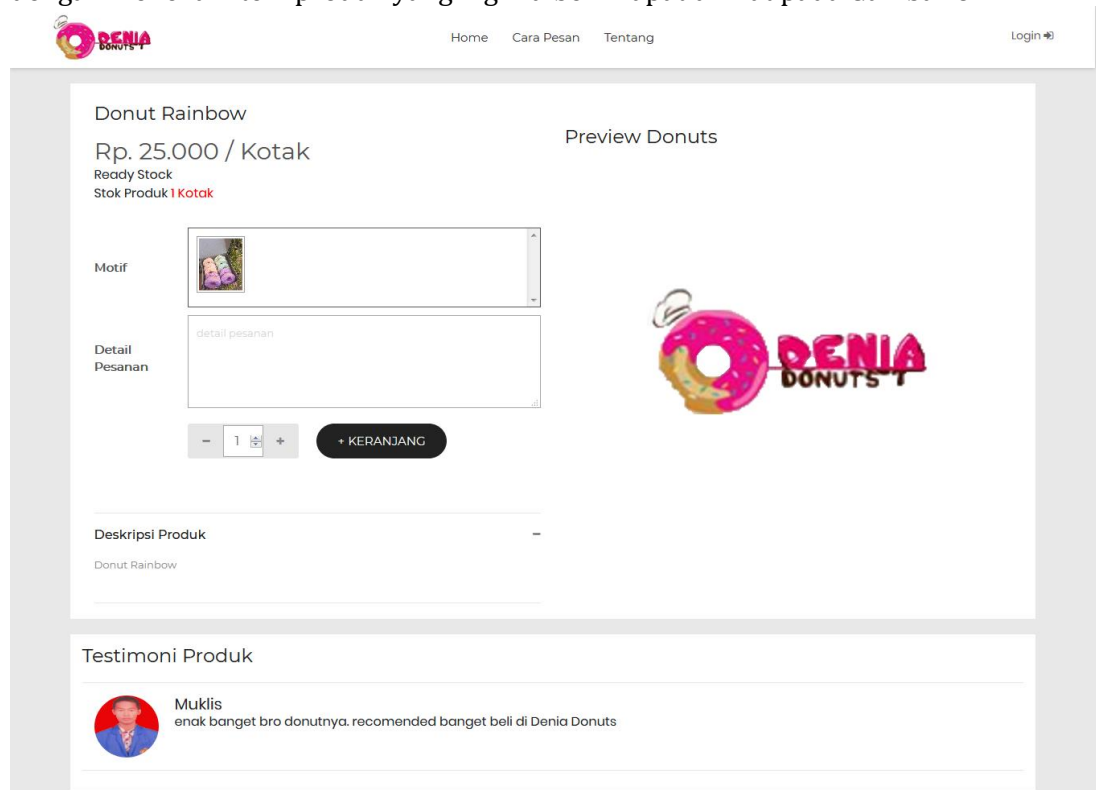 DENIA
DONUTS'T
Home Cara Pesan Tentang
Login
Donut Rainbow
Rp. 25.000 / Kotak
Ready Stock
Stok Produk 1 Kotak
Preview Donuts
Motif
detail pesanan
Detail
Pesanan
DENIA
DONUTS'T
- 1 +
+ KERANJANG
Deskripsi Produk -
Donut Rainbow
Testimoni Produk
Muklis
enak banget bro donutnya. recomended banget beli di Denia Donuts